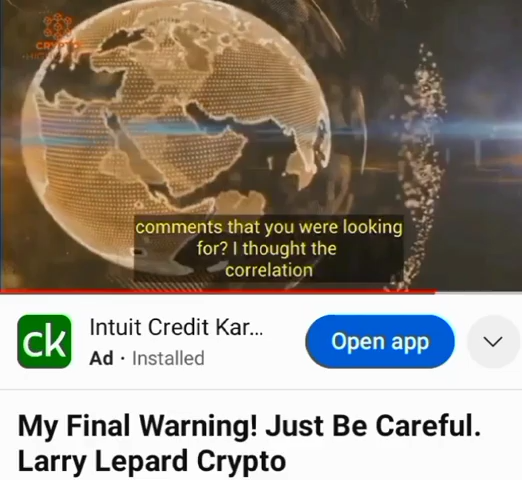 CRYPTO
comments that you were looking
for? I thought the
correlation
ck
Intuit Credit Kar...
Open app
Ad · Installed
My Final Warning! Just Be Careful.
Larry Lepard Crypto